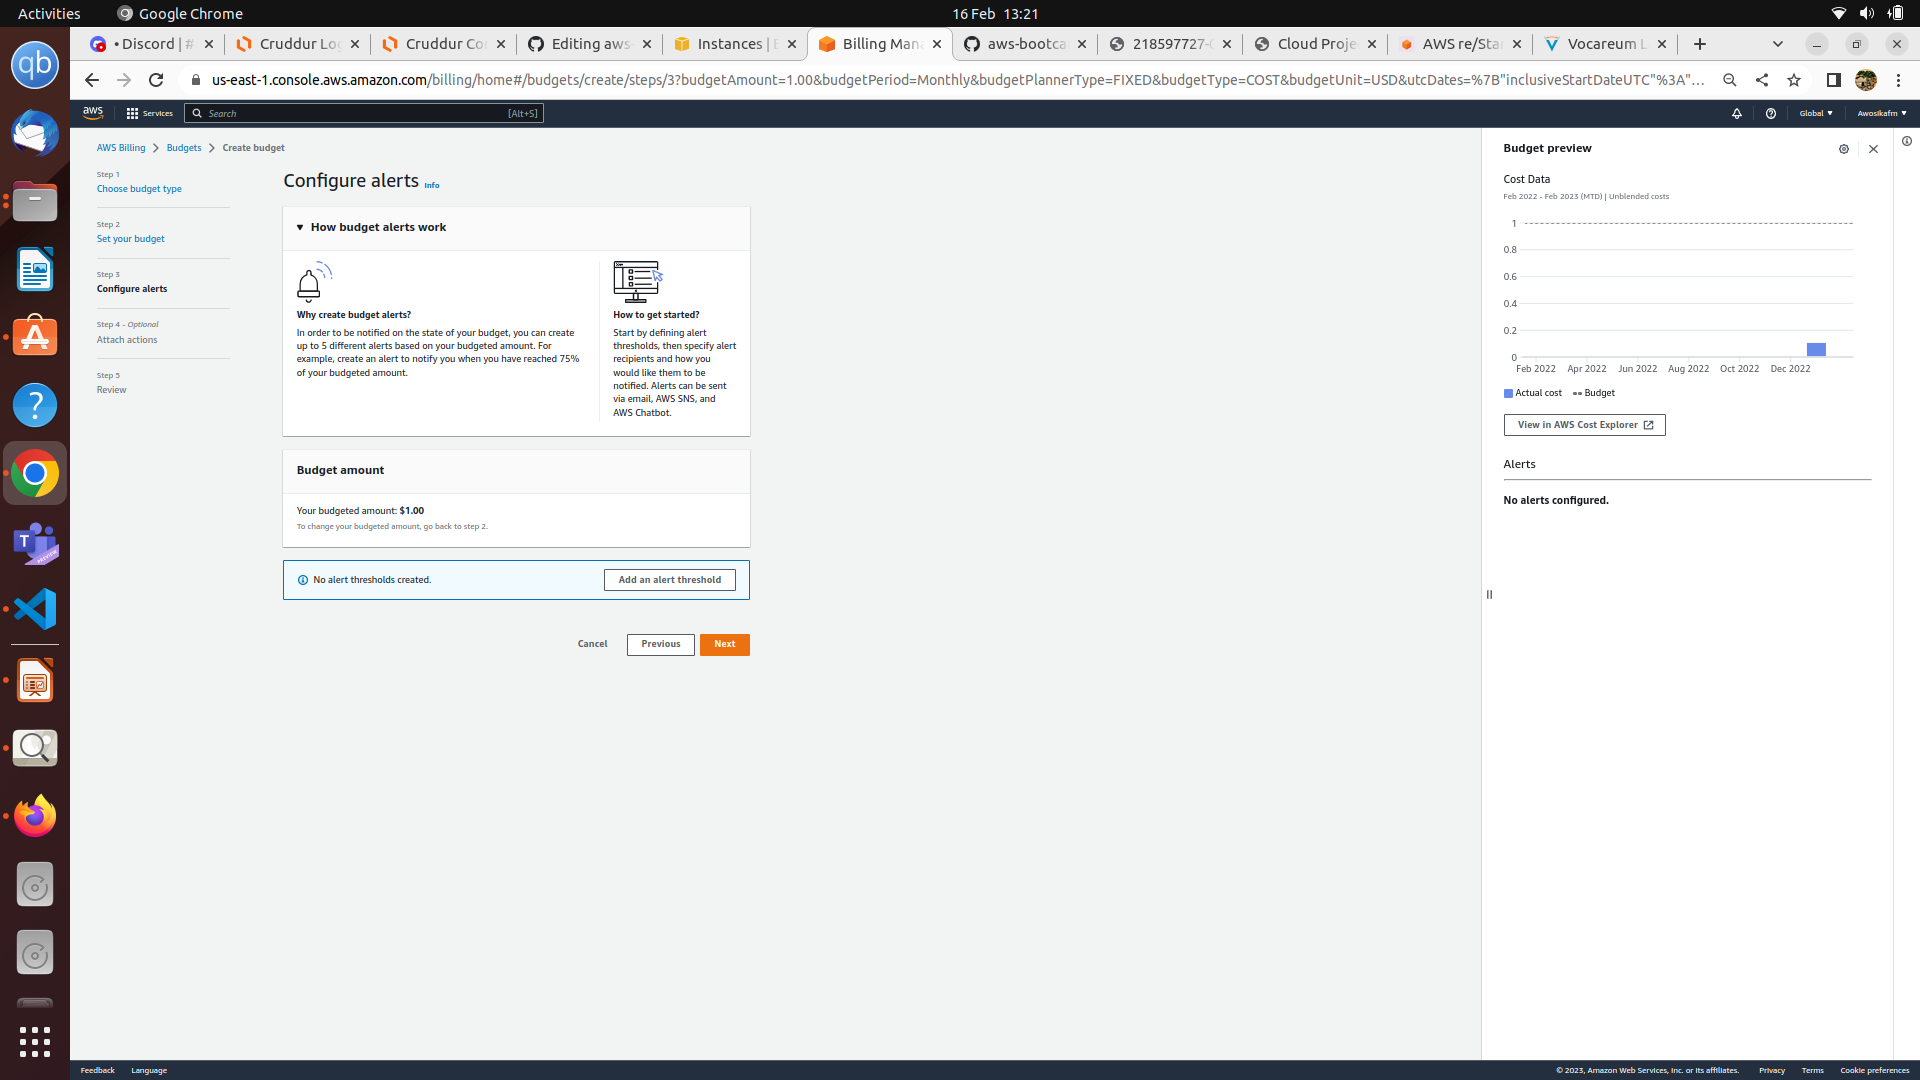 Activities
Google Chrome
16 Feb 13:21
• Discord | #
Cruddur Lo
Cruddur Co
Editing aws-
Instances | E
Billing Man
aws-bootca
218597727-
Cloud Proje
AWS re/Star
Vocareum L
us-east-1.console.aws.amazon.com/billing/home#/budgets/create/steps/3?budgetAmount=1.00&budgetPeriod=Monthly&budgetPlannerType=FIXED&budgetType=COST&budgetUnit=USD&utcDates=%7B"inclusiveStartDateUTC"%3A"...
aws
Services
Search
[Alt+S]
Global
Awosikafm
AWS Billing
Budgets
Create budget
Step 1
Choose budget type
Step 2
Set your budget
Step 3
Configure alerts
Step 4 - Optional
Attach actions
Step 5
Review
Configure alerts Info
How budget alerts work
Why create budget alerts?
In order to be notified on the state of your budget, you can create
up to 5 different alerts based on your budgeted amount. For
example, create an alert to notify you when you have reached 75%
of your budgeted amount.
How to get started?
Start by defining alert
thresholds, then specify alert
recipients and how you
would like them to be
notified. Alerts can be sent
via email, AWS SNS, and
AWS Chatbot.
Budget amount
Your budgeted amount: $1.00
To change your budgeted amount, go back to step 2.
No alert thresholds created.
Add an alert threshold
Cancel
Previous
Next
Budget preview
Cost Data
Feb 2022 - Feb 2023 (MTD) | Unblended costs
1
0.8
0.6
0.4
0.2
0
Feb 2022 Apr 2022 Jun 2022 Aug 2022 Oct 2022 Dec 2022
Actual cost
Budget
View in AWS Cost Explorer
Alerts
No alerts configured.
qb
T
PREVIEW
Feedback
Language
© 2023, Amazon Web Services, Inc. or its affiliates.
Privacy
Terms
Cookie preferences